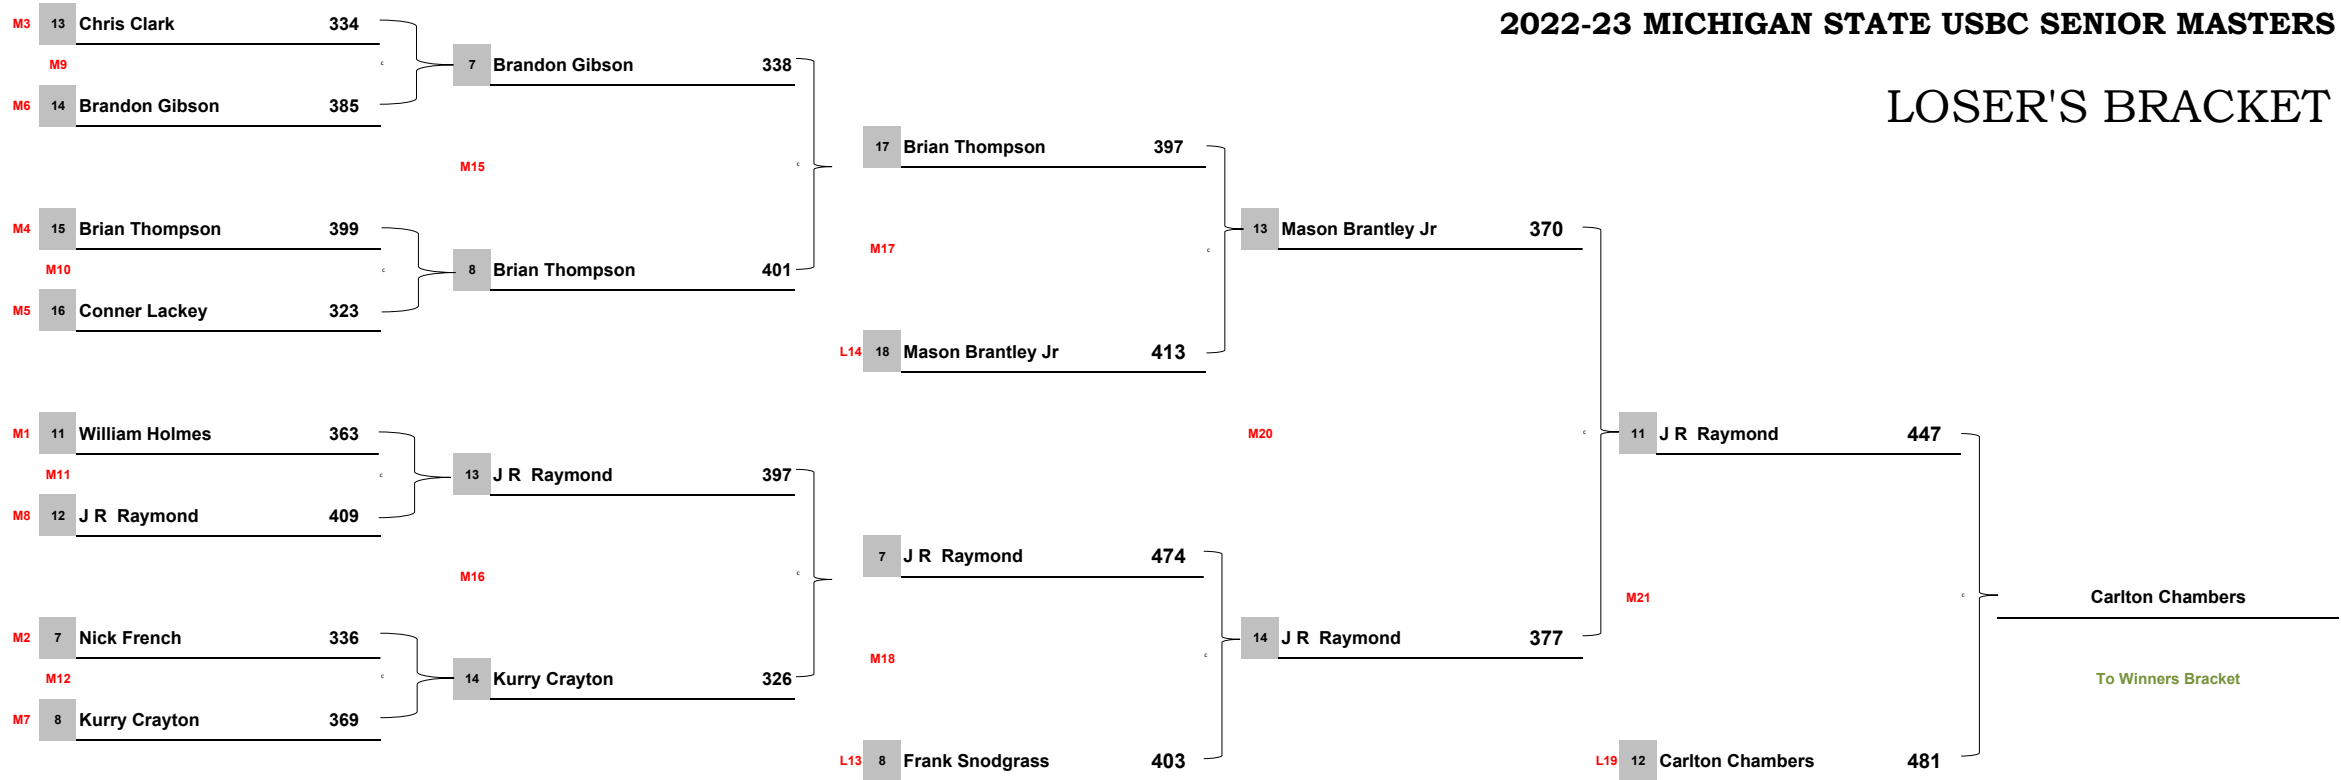 2022-23 MICHIGAN STATE USBC SENIOR MASTERS
LOSER'S BRACKET
M3 13 Chris Clark 334
M9 c
M6 14 Brandon Gibson 385
7 Brandon Gibson 338
M15 c
M4 15 Brian Thompson 399
M10 c
M5 16 Conner Lackey 323
8 Brian Thompson 401
17 Brian Thompson 397
M17 c
L14 18 Mason Brantley Jr 413
13 Mason Brantley Jr 370
M1 11 William Holmes 363
M11 c
M8 12 J R  Raymond 409
13 J R  Raymond 397
M16 c
M2 7 Nick French 336
M12 c
M7 8 Kurry Crayton 369
14 Kurry Crayton 326
7 J R  Raymond 474
M18 c
L13 8 Frank Snodgrass 403
14 J R  Raymond 377
M20 c
11 J R  Raymond 447
M21 c
L19 12 Carlton Chambers 481
Carlton Chambers
To Winners Bracket